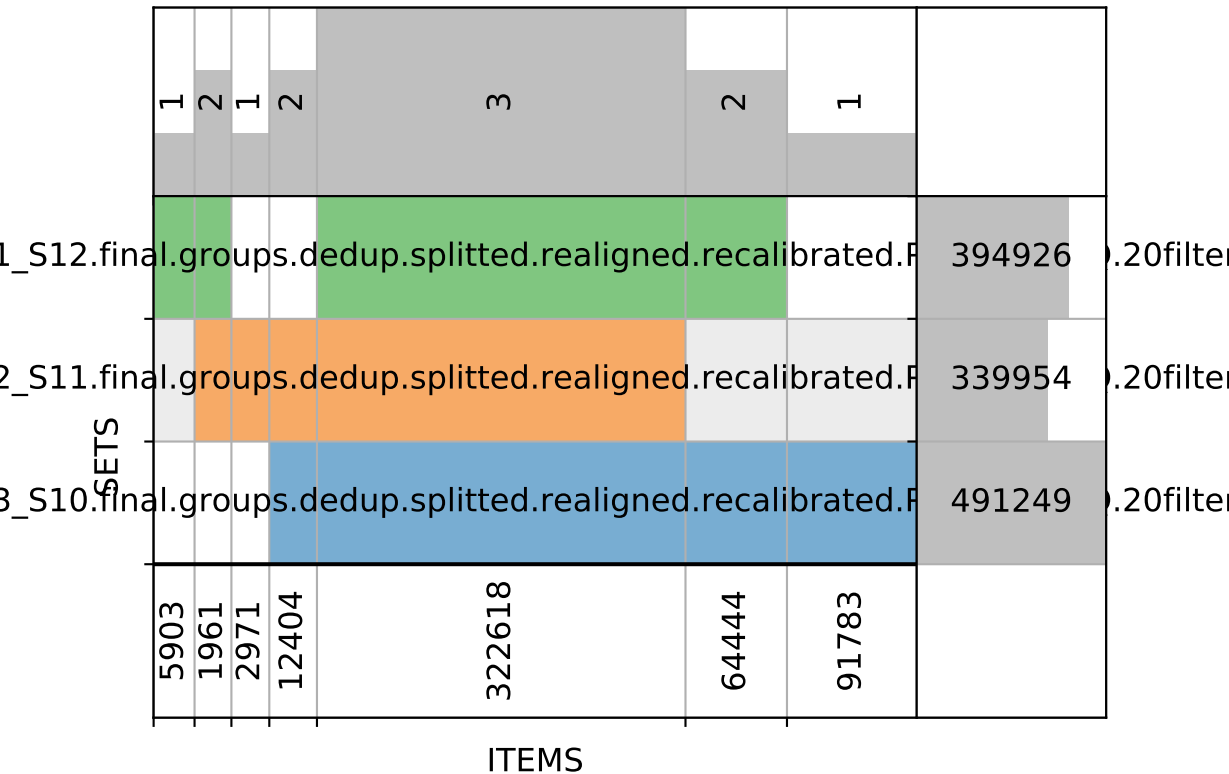 1 2 1 2 3 2 1
1_S12.final.groups.dedup.splitted.realigned.recalibrated. 394926 .20filter
2_S11.final.groups.dedup.splitted.realigned.recalibrated. 339954 .20filter
3_S10.final.groups.dedup.splitted.realigned.recalibrated. 491249 .20filter
SETS
5903 1961 2971 12404 322618 64444 91783
ITEMS